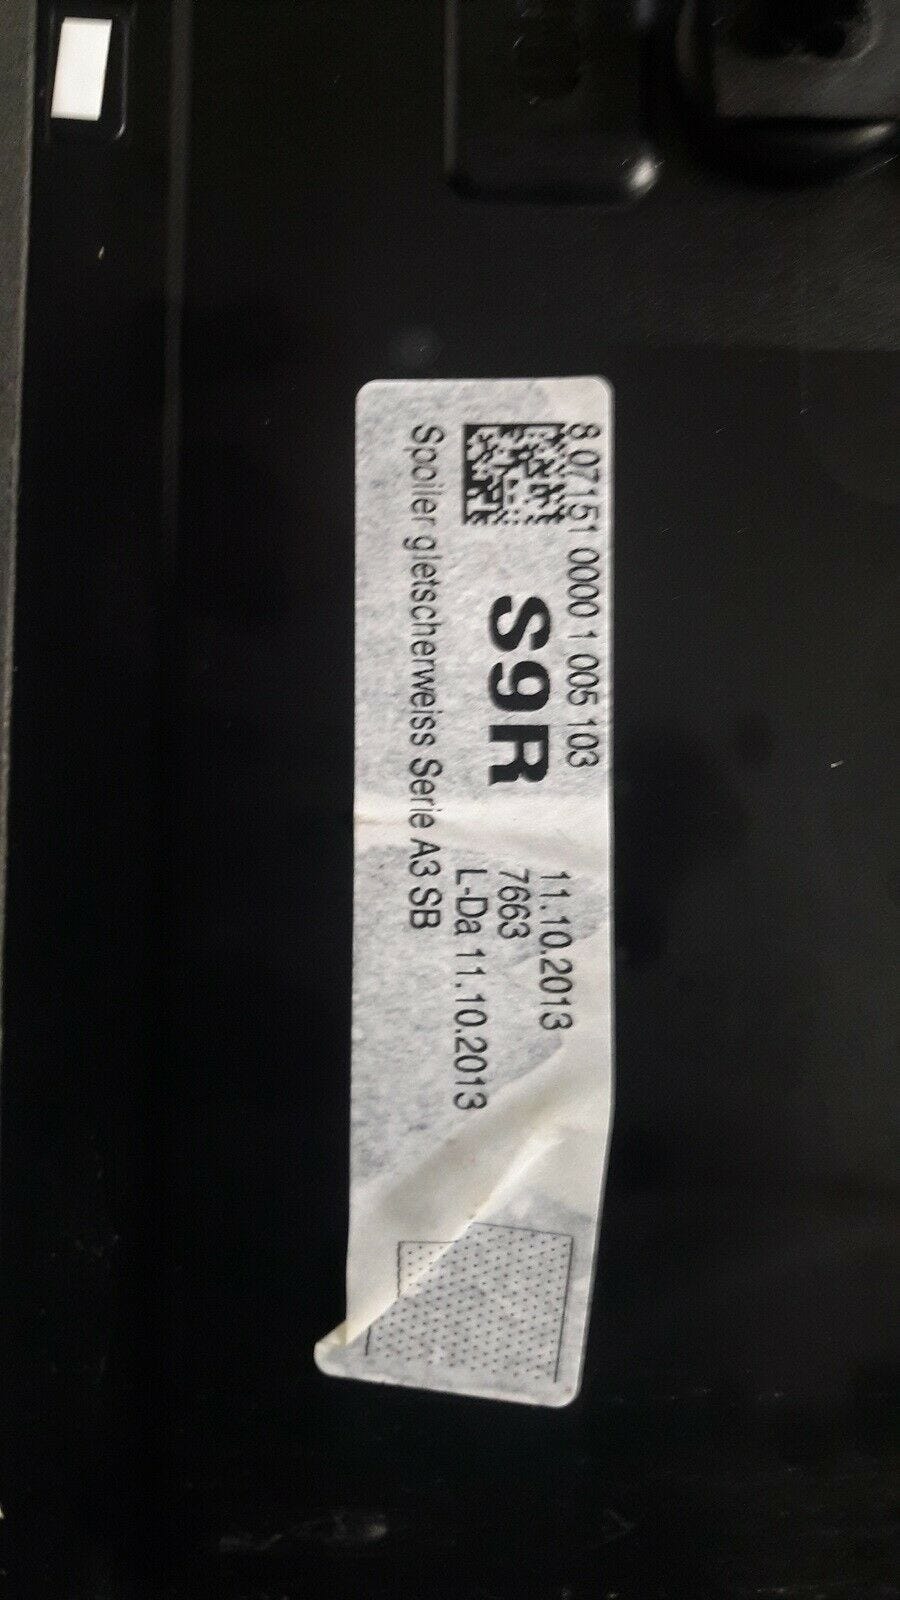 8 07151 0000 1 005 103
S9R
11.10.2013
7663
L-Da 11.10.2013
Spoiler gletscherweiss Serie A3 SB